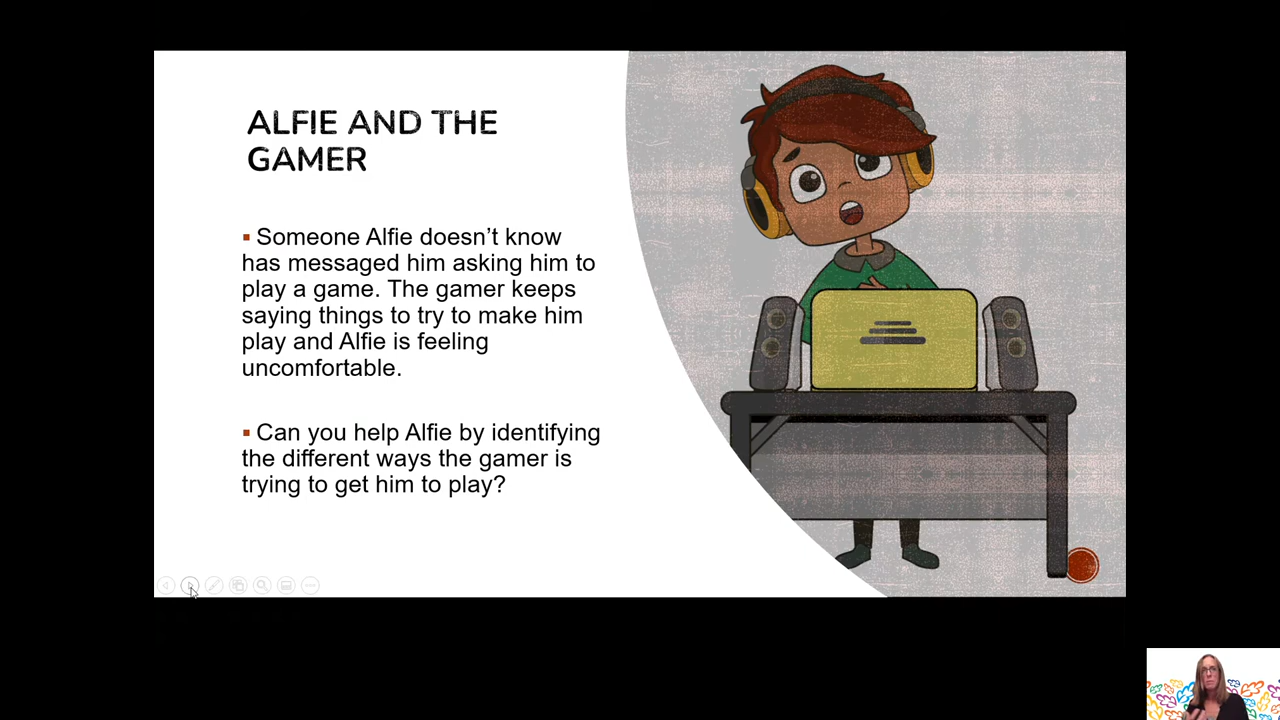 ALFIE AND THE
GAMER
▪ Someone Alfie doesn’t know
has messaged him asking him to
play a game. The gamer keeps
saying things to try to make him
play and Alfie is feeling
uncomfortable.
▪ Can you help Alfie by identifying
the different ways the gamer is
trying to get him to play?